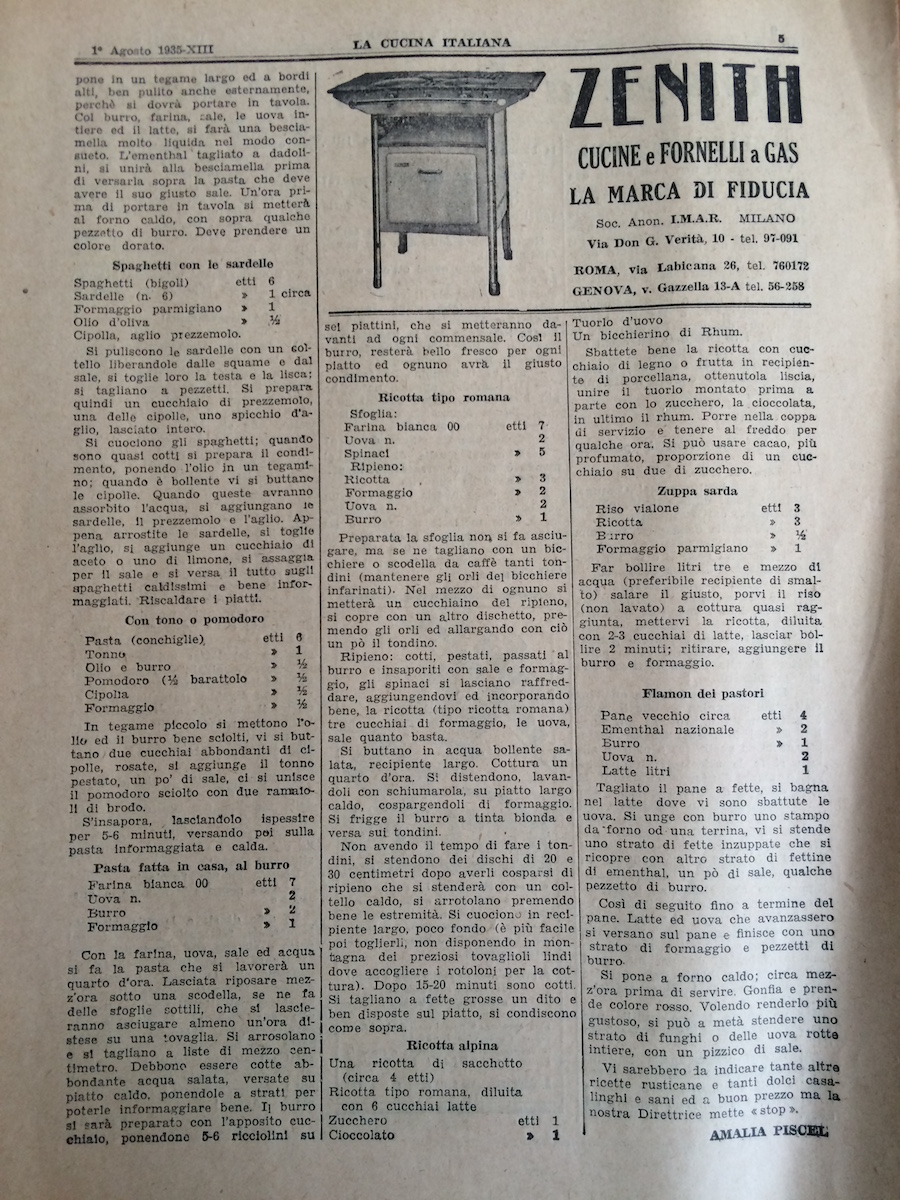 1° Agosto 1935-XIII
LA CUCINA ITALIANA
5
pone in un tegame largo ed a bordi
alti, ben pulito anche esternamente,
perchè si dovrà portare in tavola.
Col burro, farina, sale, le uova in-
tiere ed il latte, si farà una bescia-
mella molto liquida nel modo con-
sueto. L'ementhal tagliato a dadoli-
ni, si unirà alla besciamella prima
di versarla sopra la pasta che deve
avere il suo giusto sale. Un'ora pri-
ma di portare in tavola si metterà
al forno caldo, con sopra qualche
pezzetto di burro. Deve prendere un
colore dorato.
Spaghetti con le sardelle
Spaghetti (bigoli) etti 6
Sardelle (n. 6) » 1 circa
Formaggio parmigiano » 1
Olio d'oliva » ½
Cipolla, aglio prezzemolo.
Si puliscono le sardelle con un col-
tello liberandole dalle squame e dal
sale, si toglie loro la testa e la lisca;
si tagliano a pezzetti. Si prepara
quindi un cucchiaio di prezzemolo,
una delle cipolle, uno spicchio d'a-
glio, lasciato intero.
Si cuociono gli spaghetti; quando
sono quasi cotti si prepara il condi-
mento, ponendo l'olio in un tegami-
no; quando è bollente vi si buttano
le cipolle. Quando queste avranno
assorbito l'acqua, si aggiungano le
sardelle, il prezzemolo e l'aglio. Ap-
pena arrostite le sardelle, si toglie
l'aglio, si aggiunge un cucchiaio di
aceto o uno di limone, si assaggia
per il sale e si versa il tutto sugli
spaghetti caldissimi e bene infor-
maggiati. Riscaldare i piatti.
Con tono o pomodoro
Pasta (conchiglie) etti 6
Tonno » 1
Olio e burro » ½
Pomodoro (½ barattolo » ½
Cipolla » ½
Formaggio » ½
In tegame piccolo si mettono l'o-
lio ed il burro bene sciolti, vi si but-
tano due cucchiai abbondanti di ci-
polle, rosate, si aggiunge il tonno
pestato, un po' di sale, ci si unisce
il pomodoro sciolto con due ramaio-
li di brodo.
S'insapora, lasciandolo ispessire
per 5-6 minuti, versando poi sulla
pasta informaggiata e calda.
Pasta fatta in casa, al burro
Farina bianca 00 etti 7
Uova n. 2
Burro » 2
Formaggio » 1
Con la farina, uova, sale ed acqua
si fa la pasta che si lavorerà un
quarto d'ora. Lasciata riposare mez-
z'ora sotto una scodella, se ne fa
delle sfoglie sottili, che si lascie-
ranno asciugare almeno un'ora di-
stese su una tovaglia. Si arrosolano
e si tagliano a liste di mezzo cen-
timetro. Debbono essere cotte ab-
bondante acqua salata, versate su
piatto caldo, ponendole a strati per
poterle informaggiare bene. Il burro
si sarà preparato con l'apposito cuc-
chiaio, ponendone 5-6 ricciolini su
ZENITH
CUCINE e FORNELLI a GAS
LA MARCA DI FIDUCIA
Soc. Anon. I.M.A.R. MILANO
Via Don G. Verità, 10 - tel. 97-091
ROMA, via Labicana 26, tel. 760172
GENOVA, v. Gazzella 13-A tel. 56-258
sei piattini, che si metteranno da-
vanti ad ogni commensale. Così il
burro, resterà bello fresco per ogni
piatto ed ognuno avrà il giusto
condimento.
Ricotta tipo romana
Sfoglia:
Farina bianca 00 etti 7
Uova n. 2
Spinaci » 5
Ripieno:
Ricotta » 3
Formaggio » 2
Uova n. 2
Burro » 1
Preparata la sfoglia non si fa asciu-
gare, ma se ne tagliano con un bic-
chiere o scodella da caffè tanti ton-
dini (mantenere gli orli del bicchiere
infarinati). Nel mezzo di ognuno si
metterà un cucchiaino del ripieno,
si copre con un altro dischetto, pre-
mendo gli orli ed allargando con ciò
un pò il tondino.
Ripieno: cotti, pestati, passati al
burro e insaporiti con sale e formag-
gio, gli spinaci si lasciano raffred-
dare, aggiungendovi ed incorporando
bene, la ricotta (tipo ricotta romana)
tre cucchiai di formaggio, le uova,
sale quanto basta.
Si buttano in acqua bollente sa-
lata, recipiente largo. Cottura un
quarto d'ora. Si distendono, lavan-
doli con schiumarola, su piatto largo
caldo, cospargendoli di formaggio.
Si frigge il burro a tinta bionda e
versa sui tondini.
Non avendo il tempo di fare i ton-
dini, si stendono dei dischi di 20 e
30 centimetri dopo averli cosparsi di
ripieno che si stenderà con un col-
tello caldo, si arrotolano premendo
bene le estremità. Si cuociono in reci-
piente largo, poco fondo (è più facile
poi toglierli, non disponendo in mon-
tagna dei preziosi tovaglioli lindi
dove accogliere i rotoloni per la cot-
tura). Dopo 15-20 minuti sono cotti.
Si tagliano a fette grosse un dito e
ben disposte sul piatto, si condiscono
come sopra.
Ricotta alpina
Una ricotta di sacchetto
(circa 4 etti)
Ricotta tipo romana, diluita
con 6 cucchiai latte
Zucchero etti 1
Cioccolato » 1
Tuorlo d'uovo
Un bicchierino di Rhum.
Sbattete bene la ricotta con cuc-
chiaio di legno o frutta in recipien-
te di porcellana, ottenutola liscia,
unire il tuorlo montato prima a
parte con lo zucchero, la cioccolata,
in ultimo il rhum. Porre nella coppa
di servizio e tenere al freddo per
qualche ora. Si può usare cacao, più
profumato, proporzione di un cuc-
chiaio su due di zucchero.
Zuppa sarda
Riso vialone etti 3
Ricotta » 3
Burro » ½
Formaggio parmigiano » 1
Far bollire litri tre e mezzo di
acqua (preferibile recipiente di smal-
to) salare il giusto, porvi il riso
(non lavato) a cottura quasi rag-
giunta, mettervi la ricotta, diluita
con 2-3 cucchiai di latte, lasciar bol-
lire 2 minuti; ritirare, aggiungere il
burro e formaggio.
Flamon dei pastori
Pane vecchio circa etti 4
Ementhal nazionale » 2
Burro » 1
Uova n. 2
Latte litri 1
Tagliato il pane a fette, si bagna
nel latte dove vi sono sbattute le
uova. Si unge con burro uno stampo
da forno od una terrina, vi si stende
uno strato di fette inzuppate che si
ricopre con altro strato di fettine
di ementhal, un pò di sale, qualche
pezzetto di burro.
Così di seguito fino a termine del
pane. Latte ed uova che avanzassero
si versano sul pane e finisce con uno
strato di formaggio e pezzetti di
burro.
Si pone a forno caldo; circa mez-
z'ora prima di servire. Gonfia e pren-
de colore rosso. Volendo renderlo più
gustoso, si può a metà stendere uno
strato di funghi o delle uova rotte
intiere, con un pizzico di sale.
Vi sarebbero da indicare tante altre
ricette rusticane e tanti dolci casa-
linghi e sani ed a buon prezzo ma la
nostra Direttrice mette « stop ».
AMALIA PISCEL